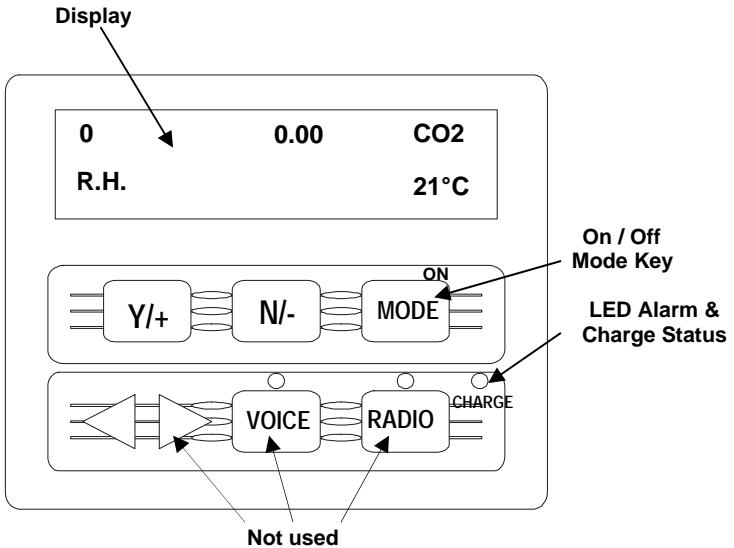 Display
0 0.00 CO2
R.H. 21°C
On / Off
Mode Key
ON
Y/+ N/- MODE
LED Alarm &
Charge Status
CHARGE
VOICE RADIO
Not used